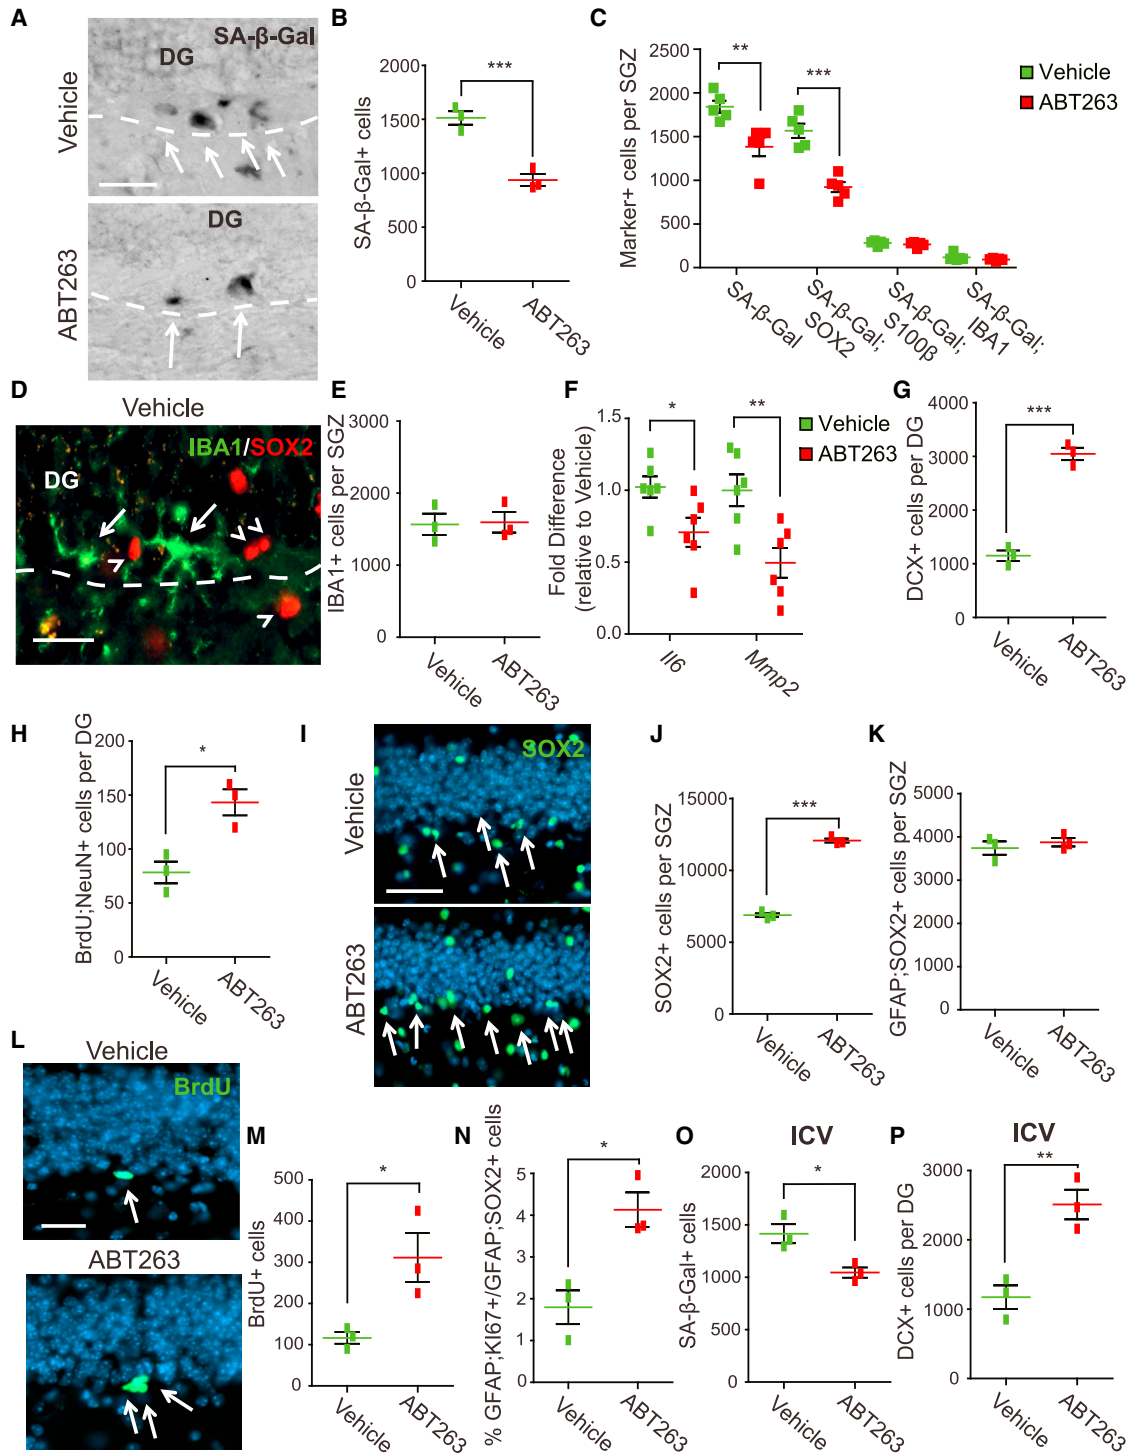 A
SA-β-Gal
DG
Vehicle
DG
ABT263
B
SA-β-Gal+ cells
2000
1500
1000
500
0
***
Vehicle
ABT263
C
Marker+ cells per SGZ
2500
2000
1500
1000
500
0
**
***
Vehicle
ABT263
SA-β-Gal
SA-β-Gal;
SOX2
SA-β-Gal;
S100β
SA-β-Gal;
IBA1
D
Vehicle
IBA1/SOX2
DG
E
IBA1+ cells per SGZ
3000
2000
1000
0
Vehicle
ABT263
F
Fold Difference
(relative to Vehicle)
1.5
1.0
0.5
0.0
*
**
Vehicle
ABT263
Il6
Mmp2
G
DCX+ cells per DG
4000
3000
2000
1000
0
***
Vehicle
ABT263
H
BrdU;NeuN+ cells per DG
200
150
100
50
0
*
Vehicle
ABT263
I
SOX2
Vehicle
ABT263
J
SOX2+ cells per SGZ
15000
10000
5000
0
***
Vehicle
ABT263
K
GFAP;SOX2+ cells per SGZ
5000
4000
3000
2000
1000
0
Vehicle
ABT263
L
Vehicle
BrdU
ABT263
M
BrdU+ cells
500
400
300
200
100
0
*
Vehicle
ABT263
N
% GFAP;KI67+/GFAP;SOX2+ cells
5
4
3
2
1
0
*
Vehicle
ABT263
O
ICV
SA-β-Gal+ cells
2000
1500
1000
500
0
*
Vehicle
ABT263
P
ICV
DCX+ cells per DG
3000
2000
1000
0
**
Vehicle
ABT263